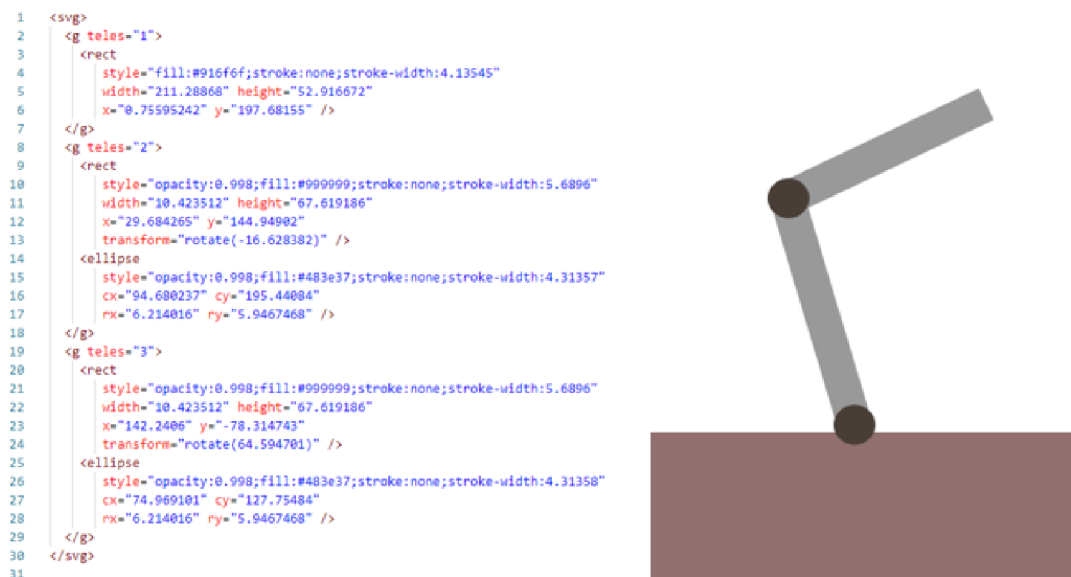 1 <svg>
2 <g teles="1">
3 <rect
4 style="fill:#916f6f;stroke:none;stroke-width:4.13545"
5 width="211.28868" height="52.916672"
6 x="0.75595242" y="197.68155" />
7 </g>
8 <g teles="2">
9 <rect
10 style="opacity:0.998;fill:#999999;stroke:none;stroke-width:5.6896"
11 width="10.423512" height="67.619186"
12 x="29.684265" y="144.94902"
13 transform="rotate(-16.628382)" />
14 <ellipse
15 style="opacity:0.998;fill:#483e37;stroke:none;stroke-width:4.31357"
16 cx="94.680237" cy="195.44084"
17 rx="6.214016" ry="5.9467468" />
18 </g>
19 <g teles="3">
20 <rect
21 style="opacity:0.998;fill:#999999;stroke:none;stroke-width:5.6896"
22 width="10.423512" height="67.619186"
23 x="142.2406" y="-78.314743"
24 transform="rotate(64.594701)" />
25 <ellipse
26 style="opacity:0.998;fill:#483e37;stroke:none;stroke-width:4.31358"
27 cx="74.969101" cy="127.75484"
28 rx="6.214016" ry="5.9467468" />
29 </g>
30 </svg>
31